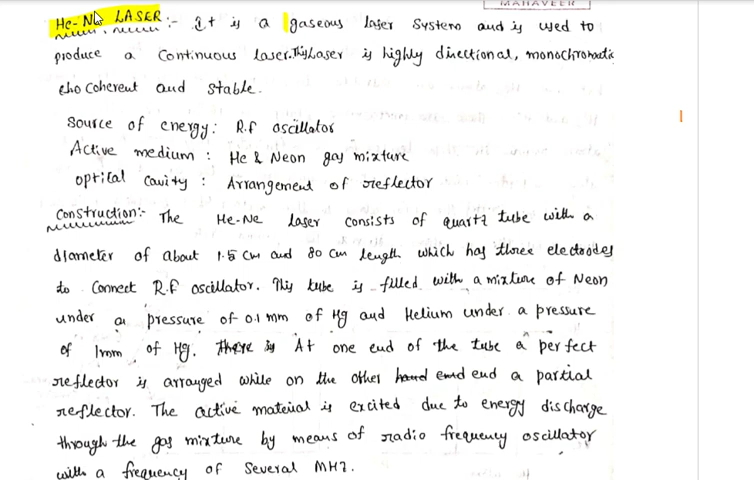 MAHAVEER
He-Ne LASER :- It is a gaseous laser system and is used to
produce a continuous laser. This Laser is highly directional, monochromatic
coherent and stable.
Source of energy: R.f oscillator
Active medium : He & Neon gas mixture
optical cavity : Arrangement of reflector
Construction:- The He-Ne laser consists of quartz tube with a
diameter of about 1.5 cm and 80 cm length which has three electrodes
to connect R.f oscillator. This tube is filled with a mixture of Neon
under a pressure of 0.1 mm of Hg and Helium under a pressure
of 1mm of Hg. There is At one end of the tube a perfect
reflector is arranged while on the other hand end end a partial
reflector. The active material is excited due to energy discharge
through the gas mixture by means of radio frequency oscillator
with a frequency of several MHz.